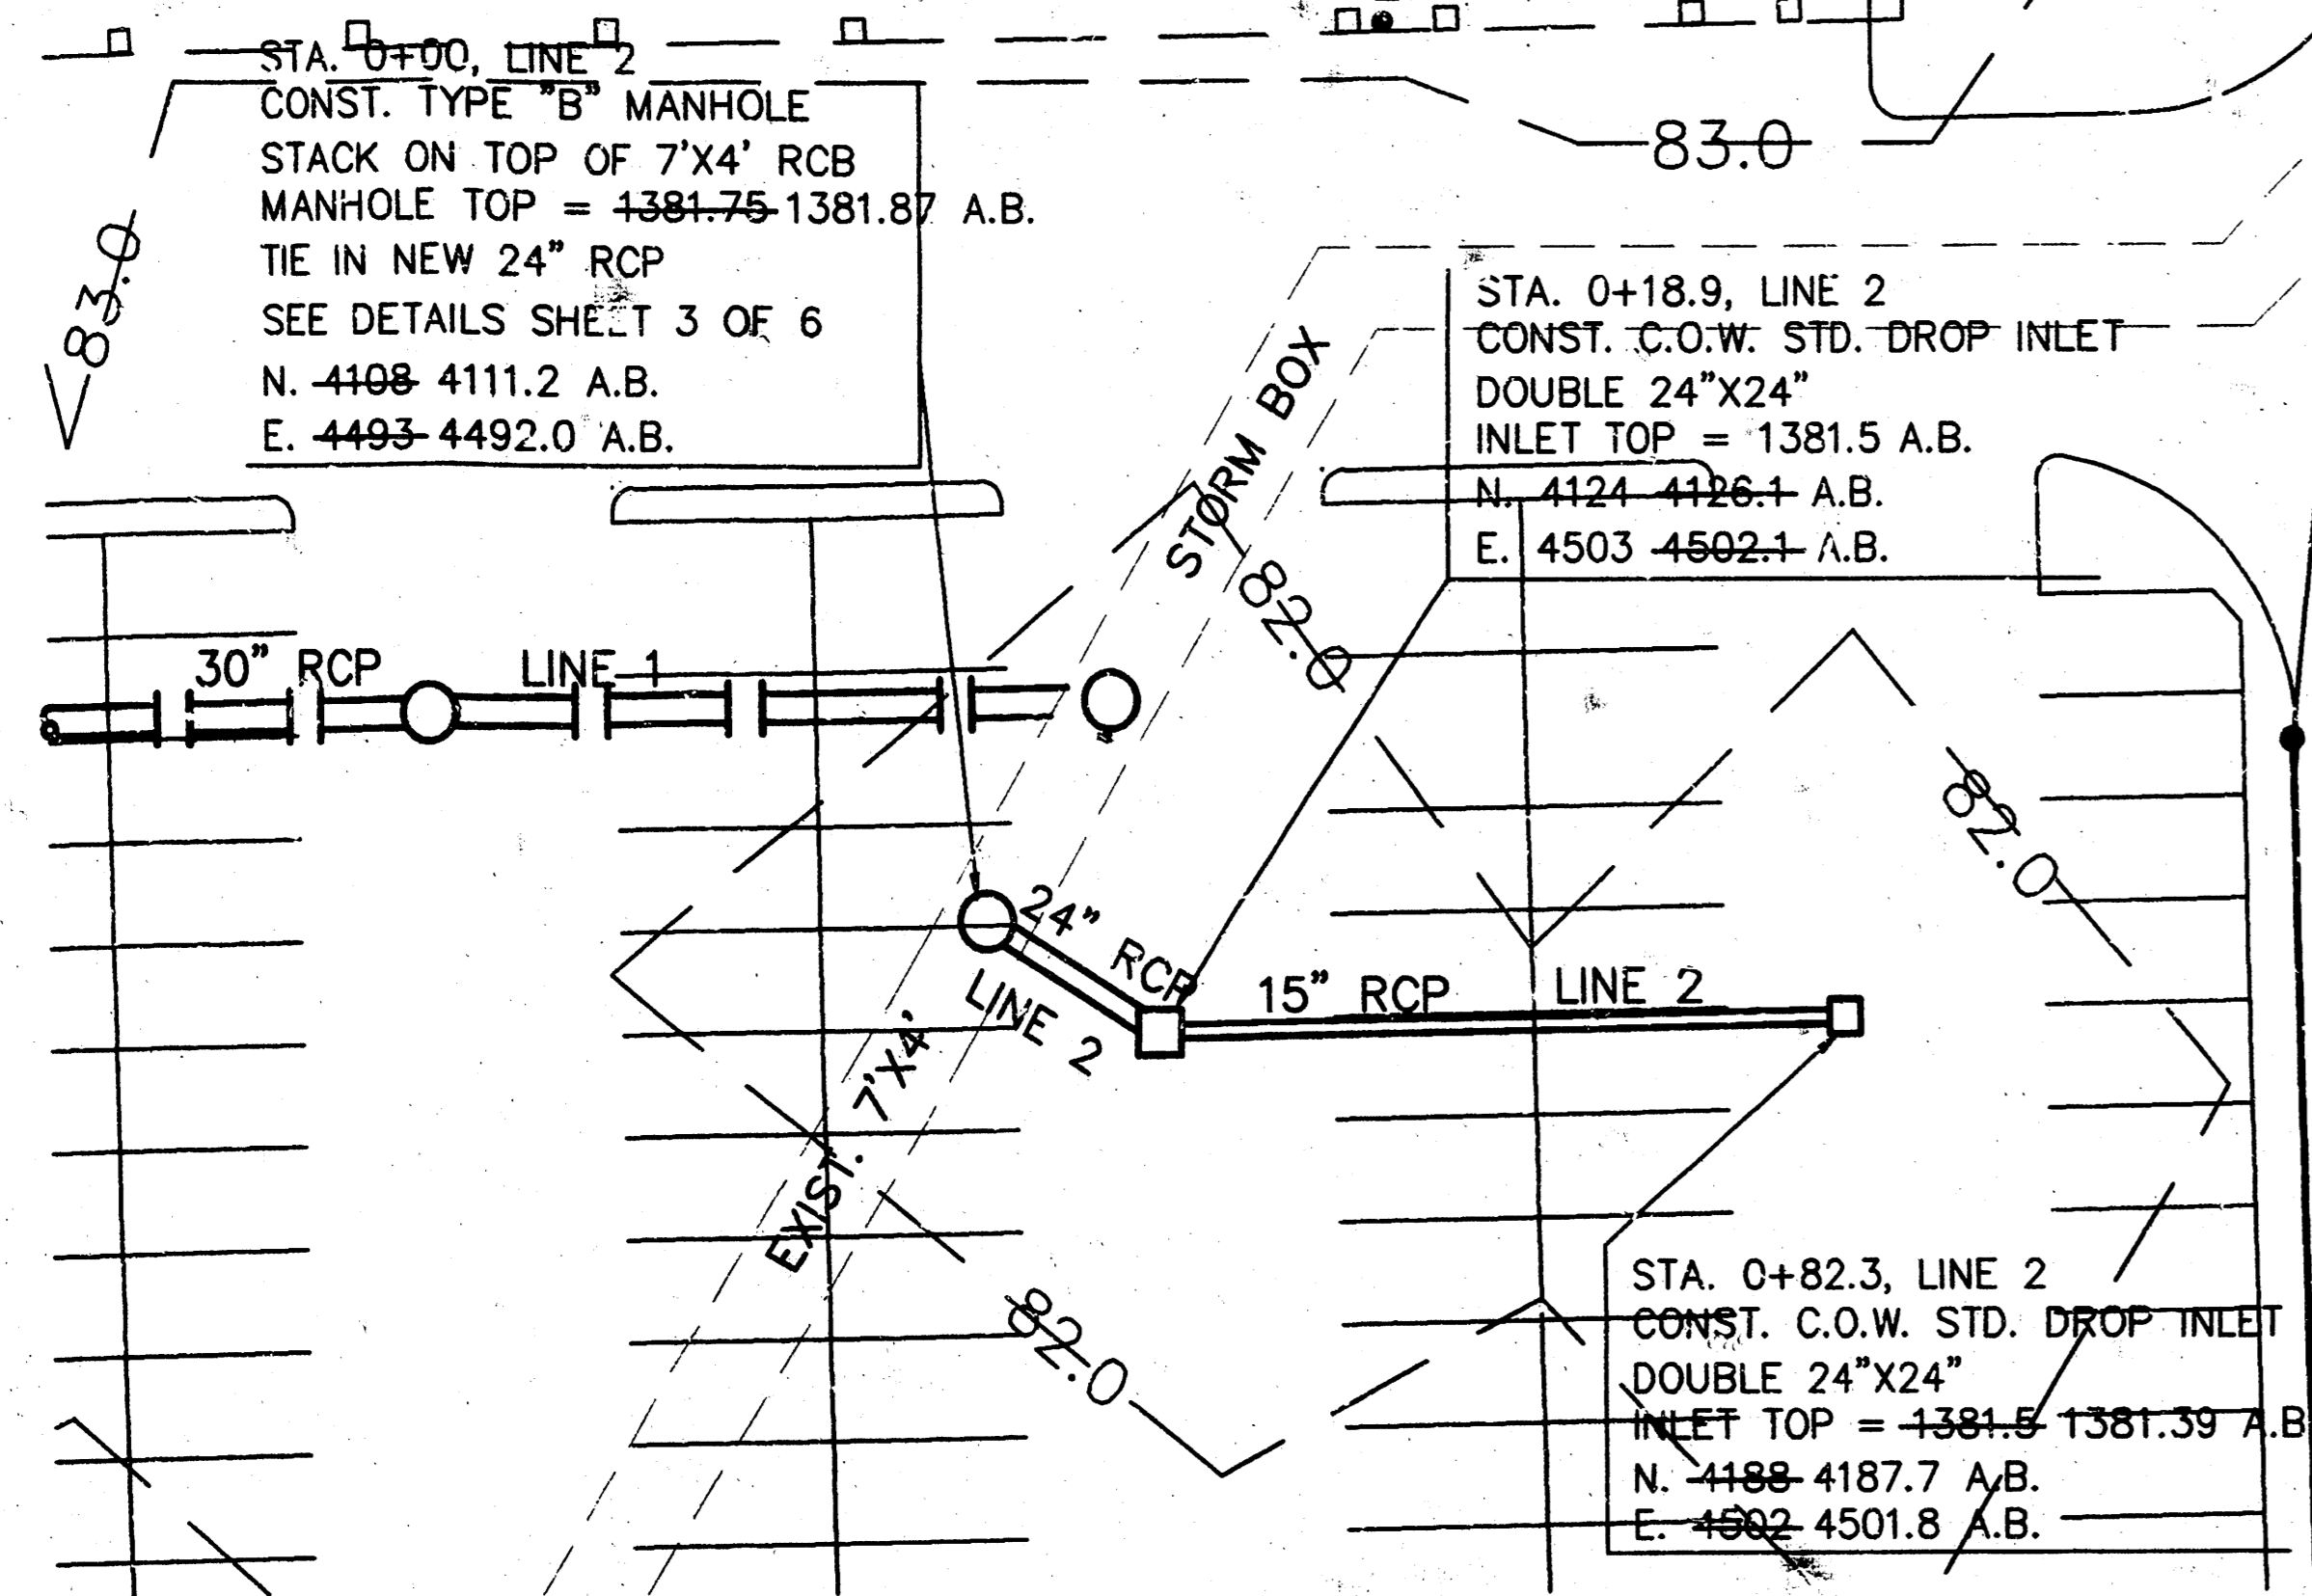 STA. 0+00, LINE 2
CONST. TYPE "B" MANHOLE
STACK ON TOP OF 7'X4' RCB
MANHOLE TOP = 1381.75 1381.87 A.B.
TIE IN NEW 24" RCP
SEE DETAILS SHEET 3 OF 6
N. 4108 4111.2 A.B.
E. 4493 4492.0 A.B.
83.0
83.0
STA. 0+18.9, LINE 2
CONST. C.O.W. STD. DROP INLET
DOUBLE 24"X24"
INLET TOP = 1381.5 A.B.
N. 4124 4126.1 A.B.
E. 4503 4502.1 A.B.
EXIST. 7'X4' STORM BOX
82.0
30" RCP LINE 1
82.0
24" RCP
LINE 2
15" RCP LINE 2
82.0
STA. 0+82.3, LINE 2
CONST. C.O.W. STD. DROP INLET
DOUBLE 24"X24"
INLET TOP = 1381.5 1381.39 A.B
N. 4188 4187.7 A.B.
E. 4502 4501.8 A.B.